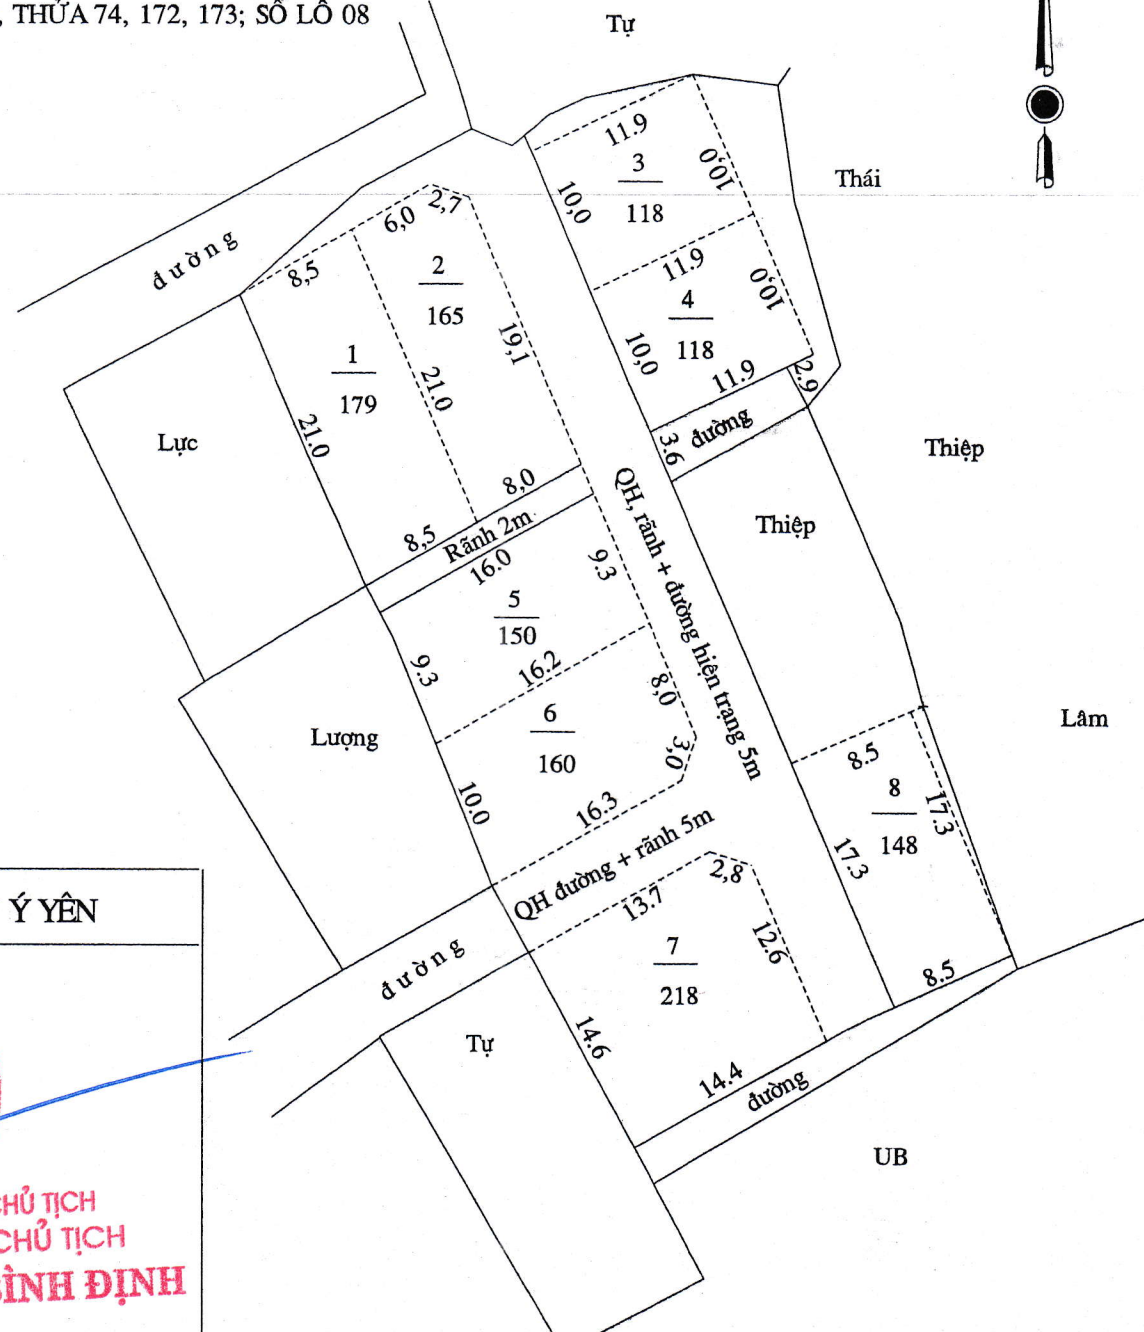 , THỬA 74, 172, 173; SỐ LÔ 08
Tự
11.9
3
118
10,0
10,0
Thái
đường
6,0
2,7
8,5
2
165
19,1
11.9
4
118
10,0
10,0
11.9
2.9
1
179
21.0
21.0
Lực
3.6
đường
Thiệp
8,0
8,5
Rãnh 2m
16.0
QH, rãnh + đường hiện trạng 5m
Thiệp
9.3
5
150
9.3
16.2
8,0
Lâm
Lượng
6
160
3,0
10.0
16.3
8.5
8
148
17.3
17.3
QH đường + rãnh 5m
Ý YÊN
13.7
2,8
12.6
7
218
đường
8.5
Tự
14.6
14.4
đường
UB
CHỦ TỊCH
CHỦ TỊCH
BÌNH ĐỊNH